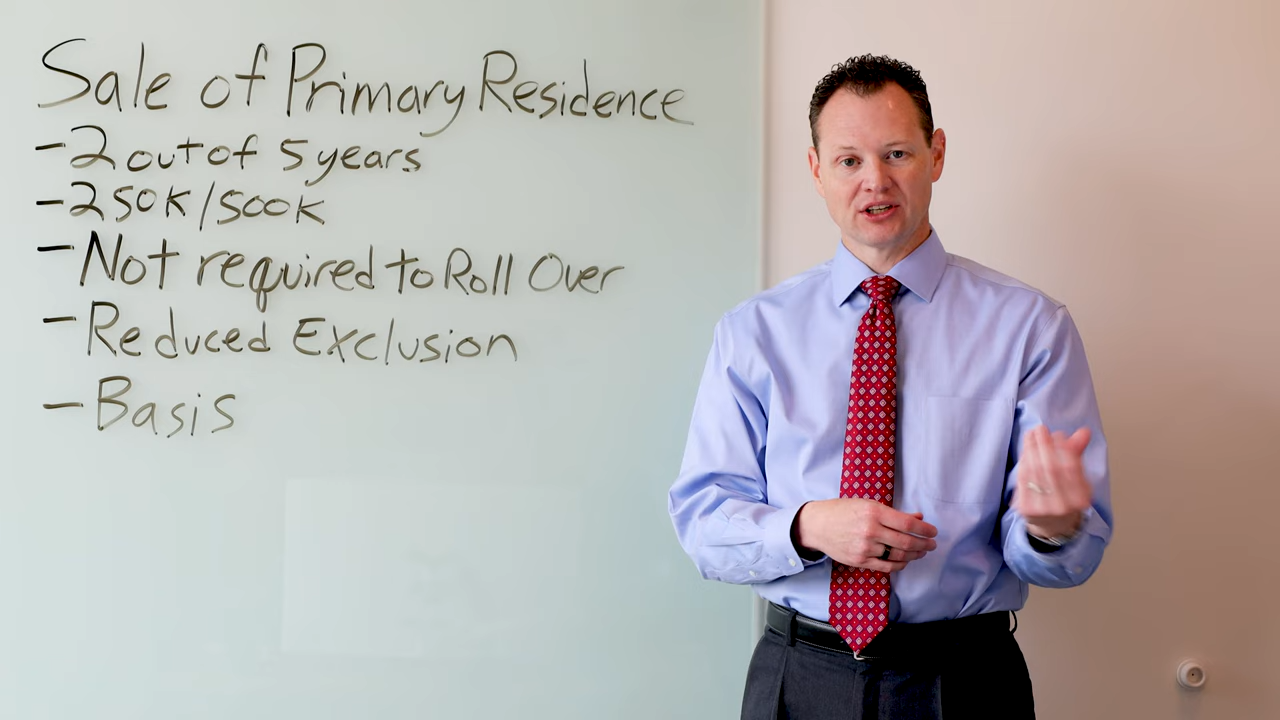 Sale of Primary Residence
- 2 out of 5 years
- 250K/500K
- Not required to Roll Over
- Reduced Exclusion
- Basis